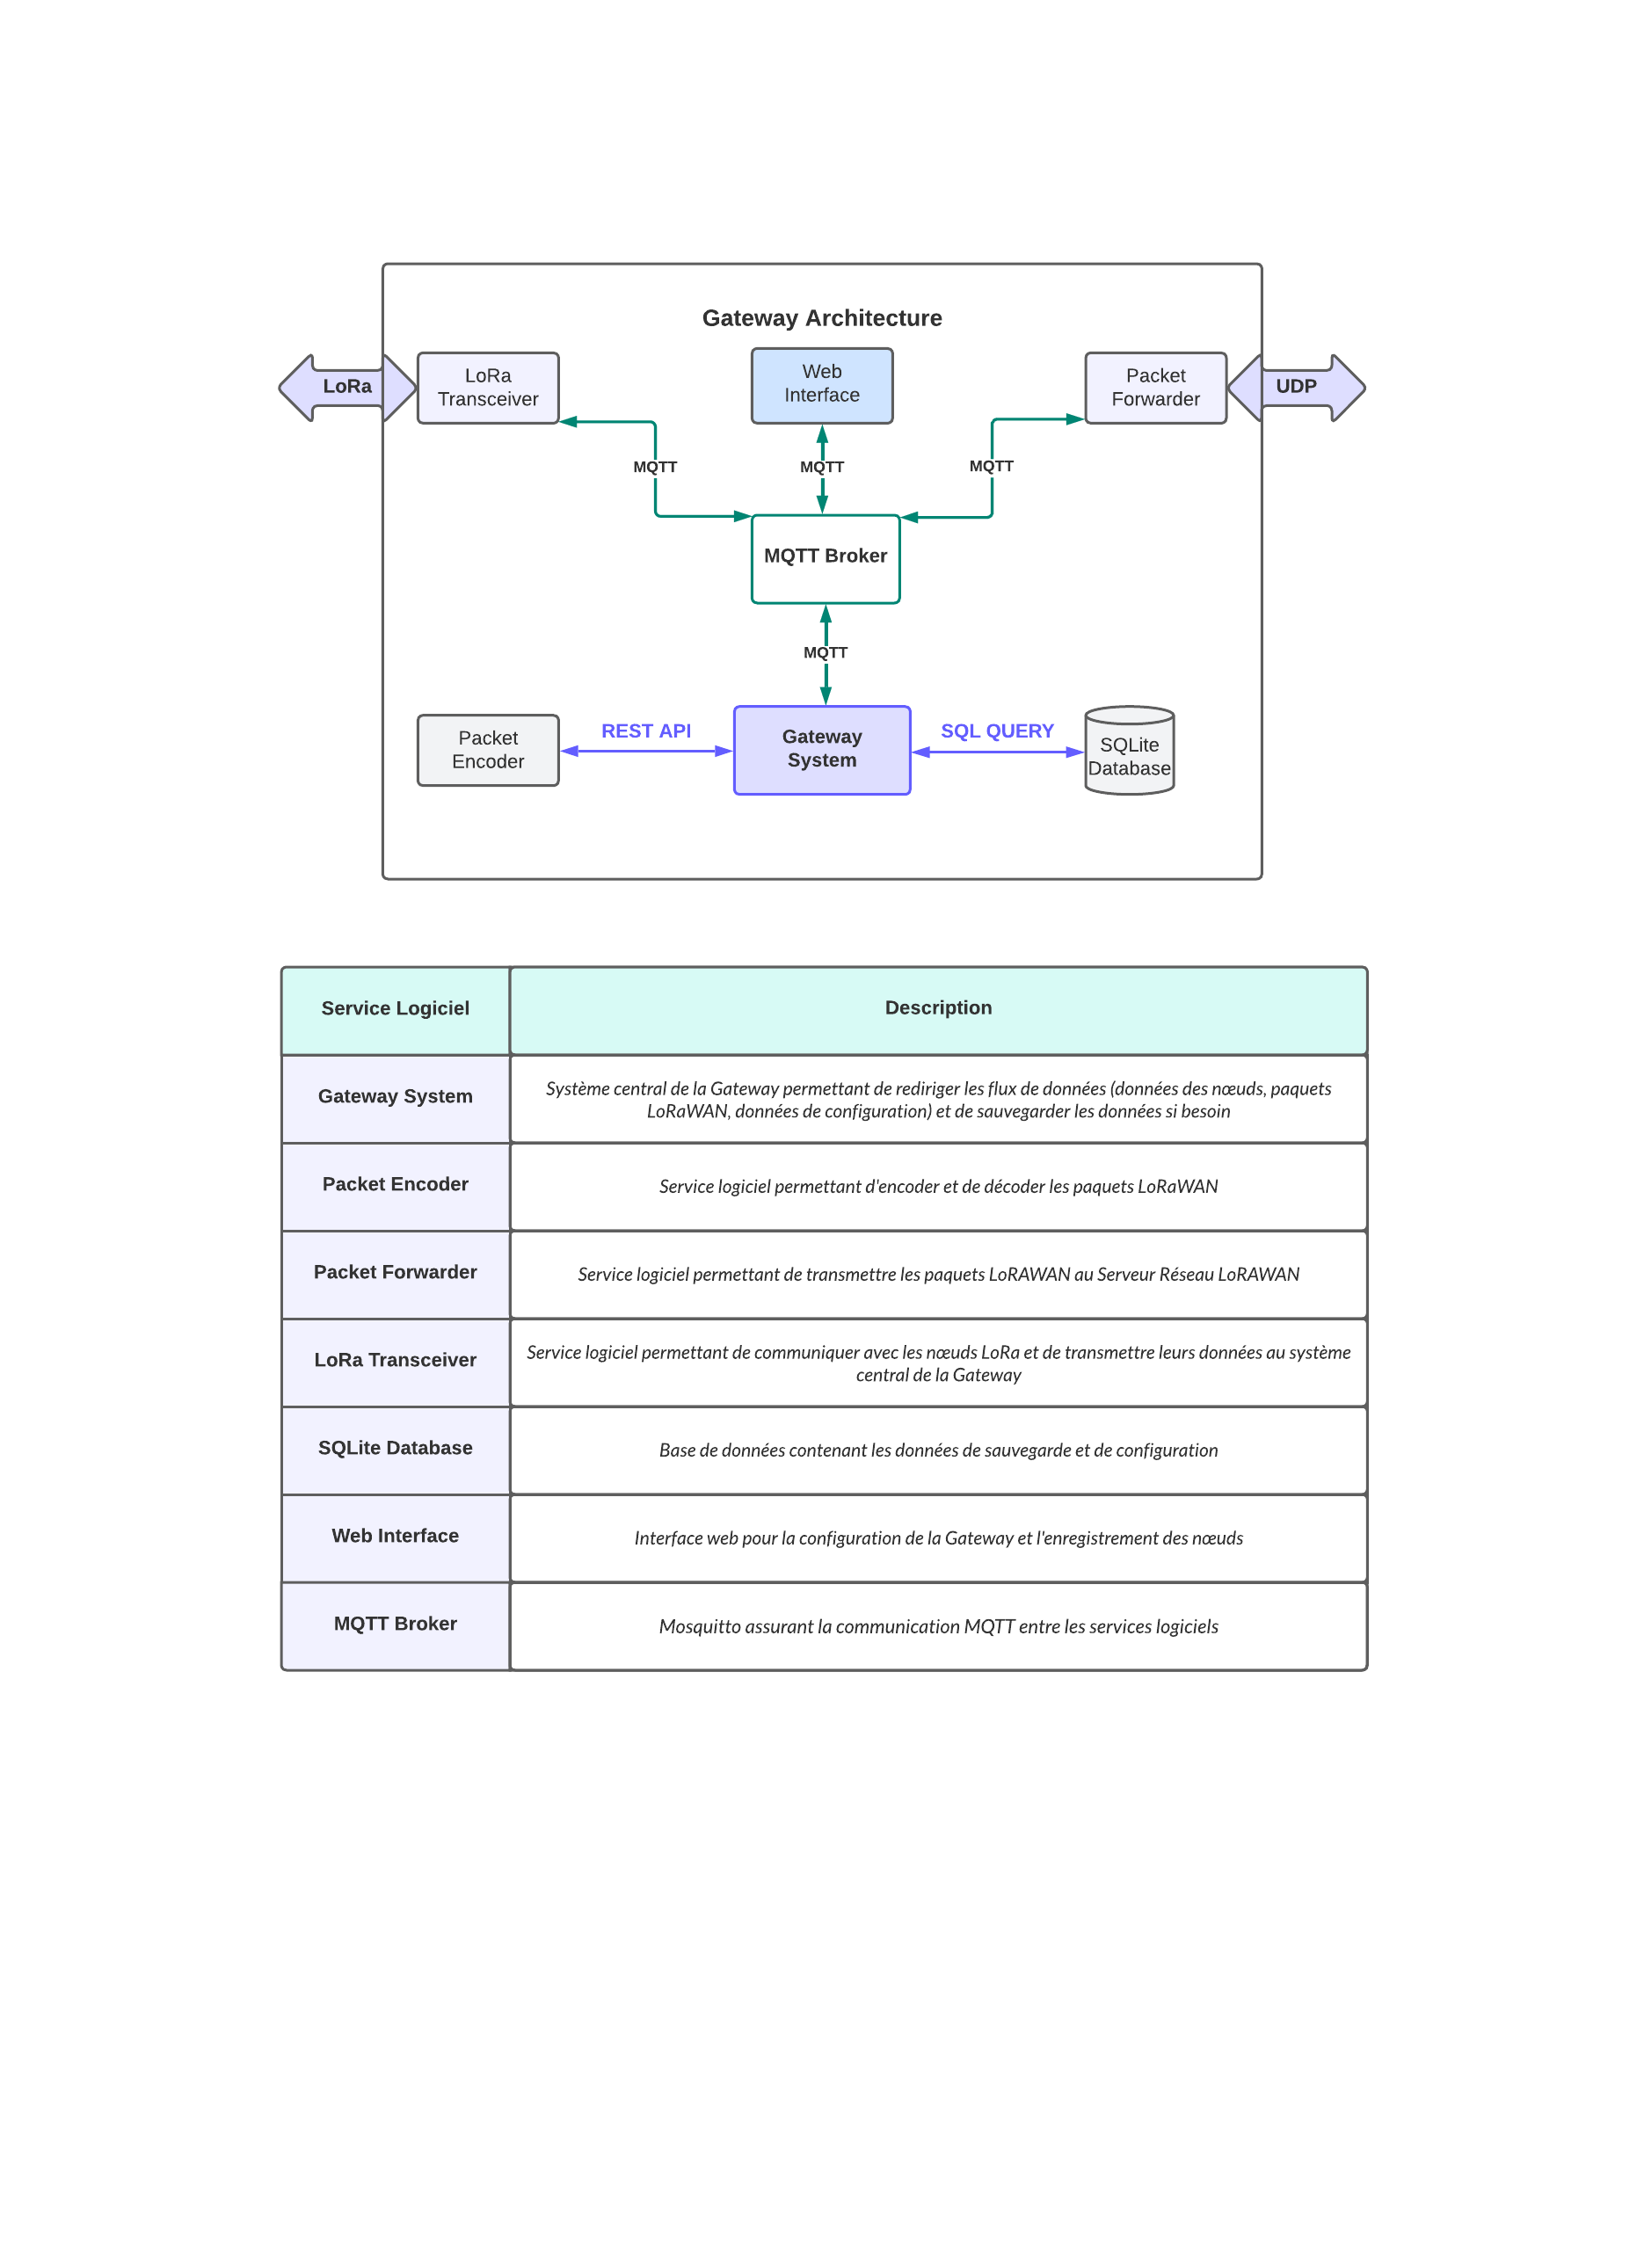 Gateway Architecture
LoRa
LoRa
Transceiver
Web
Interface
Packet
Forwarder
UDP
MQTT
MQTT
MQTT
MQTT Broker
MQTT
Packet
Encoder
REST API
Gateway
System
SQL QUERY
SQLite
Database
Service Logiciel
Description
Gateway System
Système central de la Gateway permettant de rediriger les flux de données (données des nœuds, paquets
LoRaWAN, données de configuration) et de sauvegarder les données si besoin
Packet Encoder
Service logiciel permettant d'encoder et de décoder les paquets LoRaWAN
Packet Forwarder
Service logiciel permettant de transmettre les paquets LoRAWAN au Serveur Réseau LoRAWAN
LoRa Transceiver
Service logiciel permettant de communiquer avec les nœuds LoRa et de transmettre leurs données au système
central de la Gateway
SQLite Database
Base de données contenant les données de sauvegarde et de configuration
Web Interface
Interface web pour la configuration de la Gateway et l'enregistrement des nœuds
MQTT Broker
Mosquitto assurant la communication MQTT entre les services logiciels